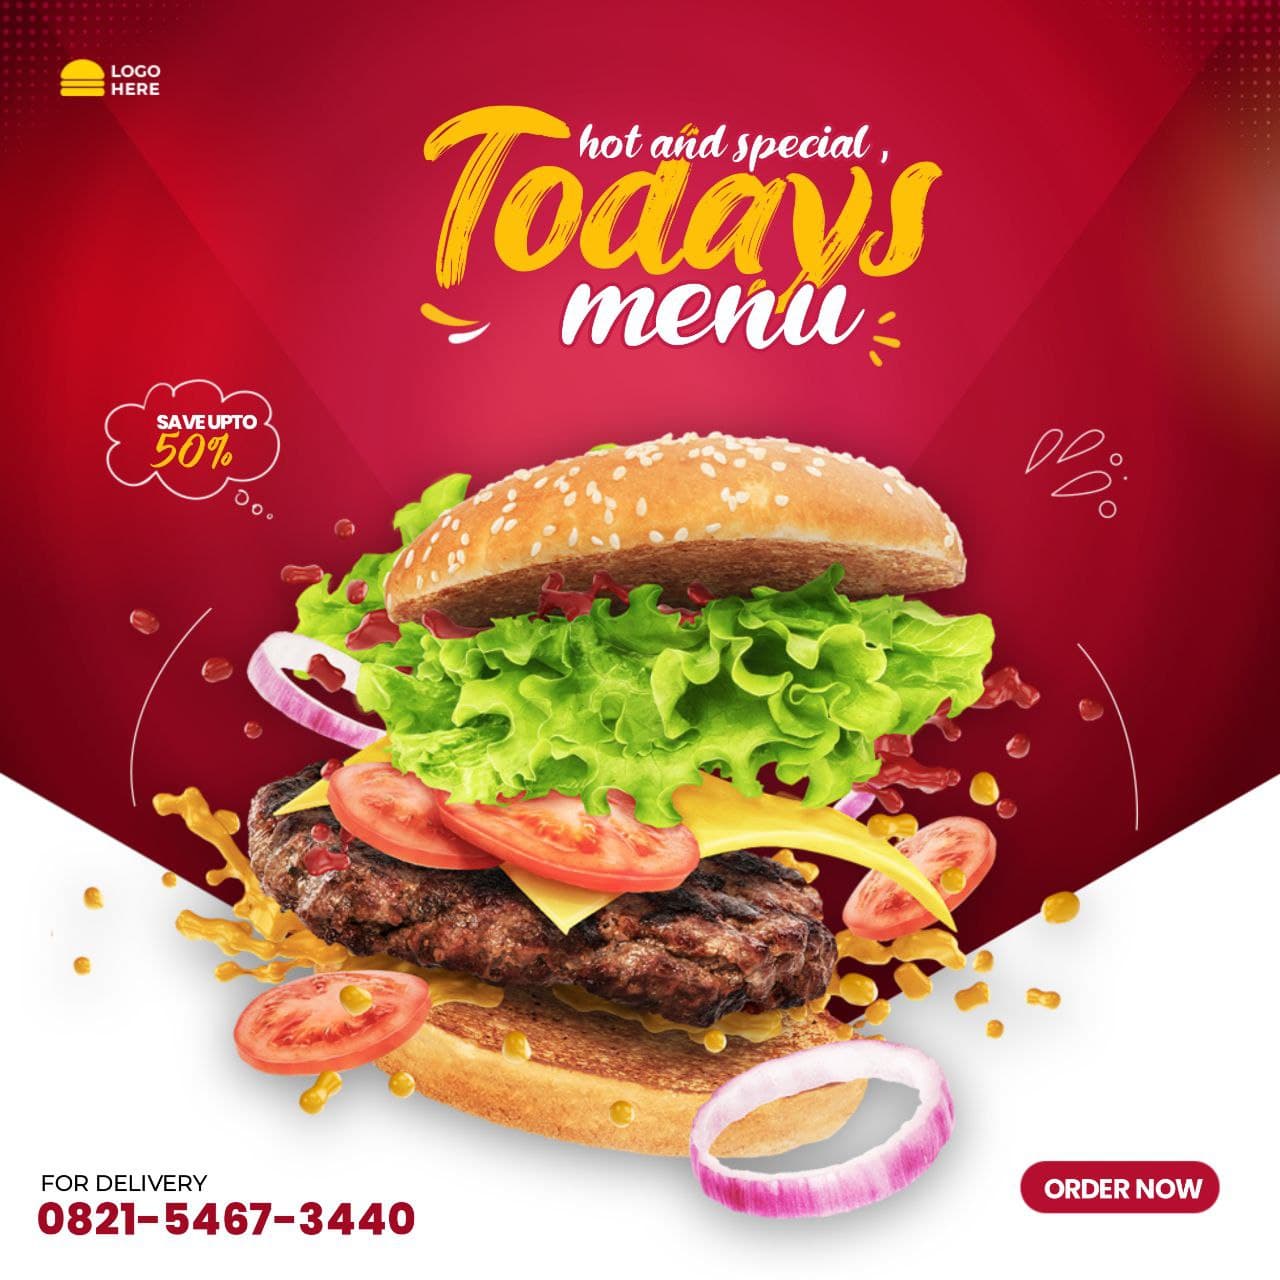 LOGO
HERE
hot and special ,
Todays
menu
SAVE UPTO
50%
FOR DELIVERY
0821-5467-3440
ORDER NOW